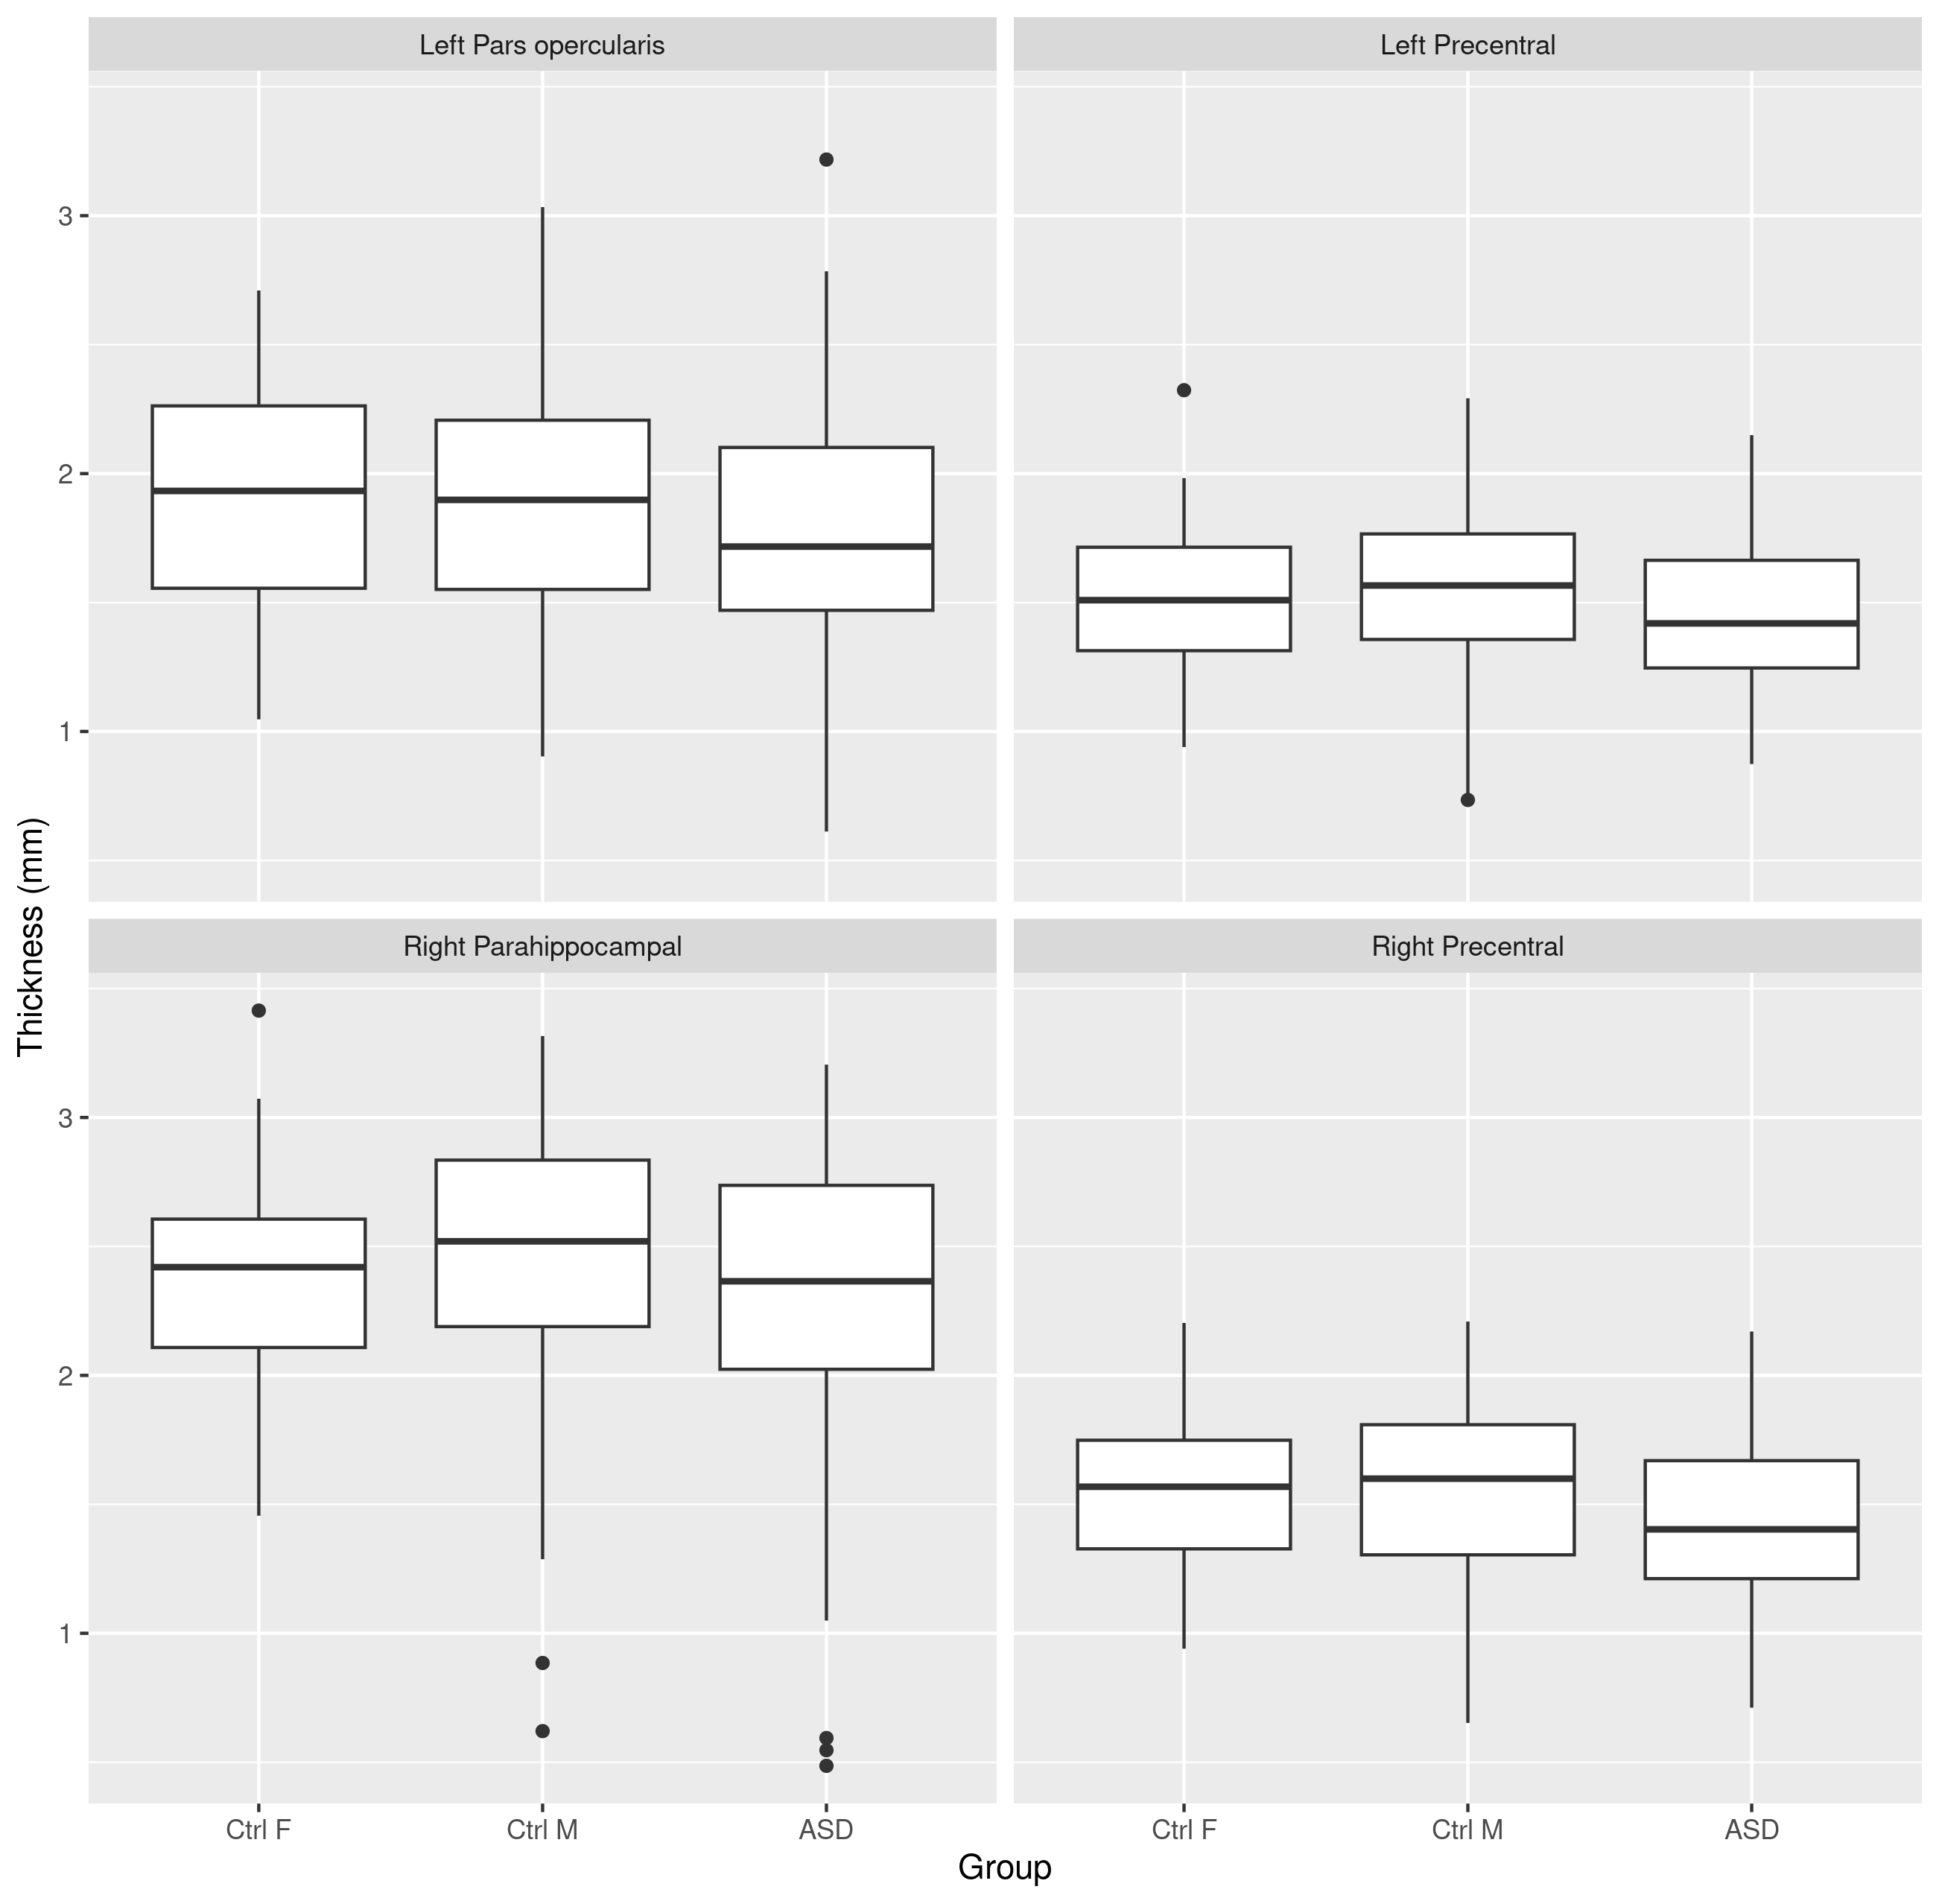 Left Pars opercularis
Left Precentral
3
2
1
Thickness (mm)
Right Parahippocampal
Right Precentral
3
2
1
Ctrl F
Ctrl M
ASD
Ctrl F
Ctrl M
ASD
Group